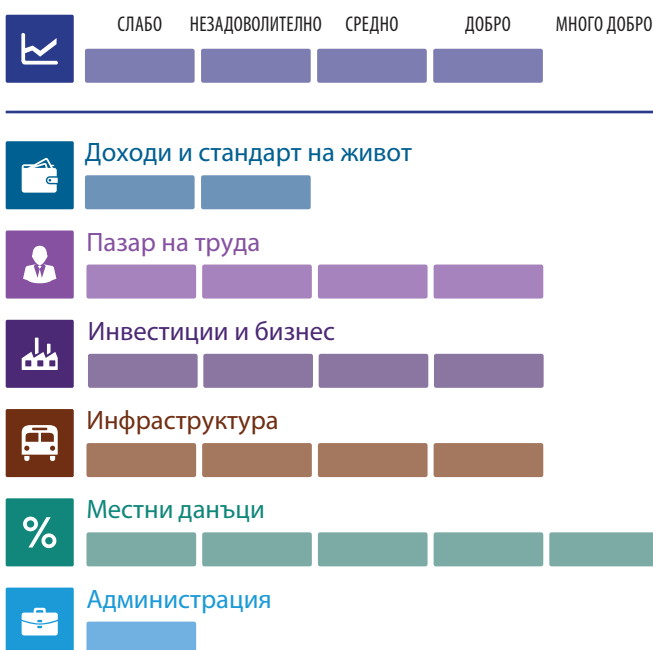 СЛАБО НЕЗАДОВОЛИТЕЛНО СРЕДНО ДОБРО МНОГО ДОБРО
Доходи и стандарт на живот
Пазар на труда
Инвестиции и бизнес
Инфраструктура
Местни данъци
%
Администрация